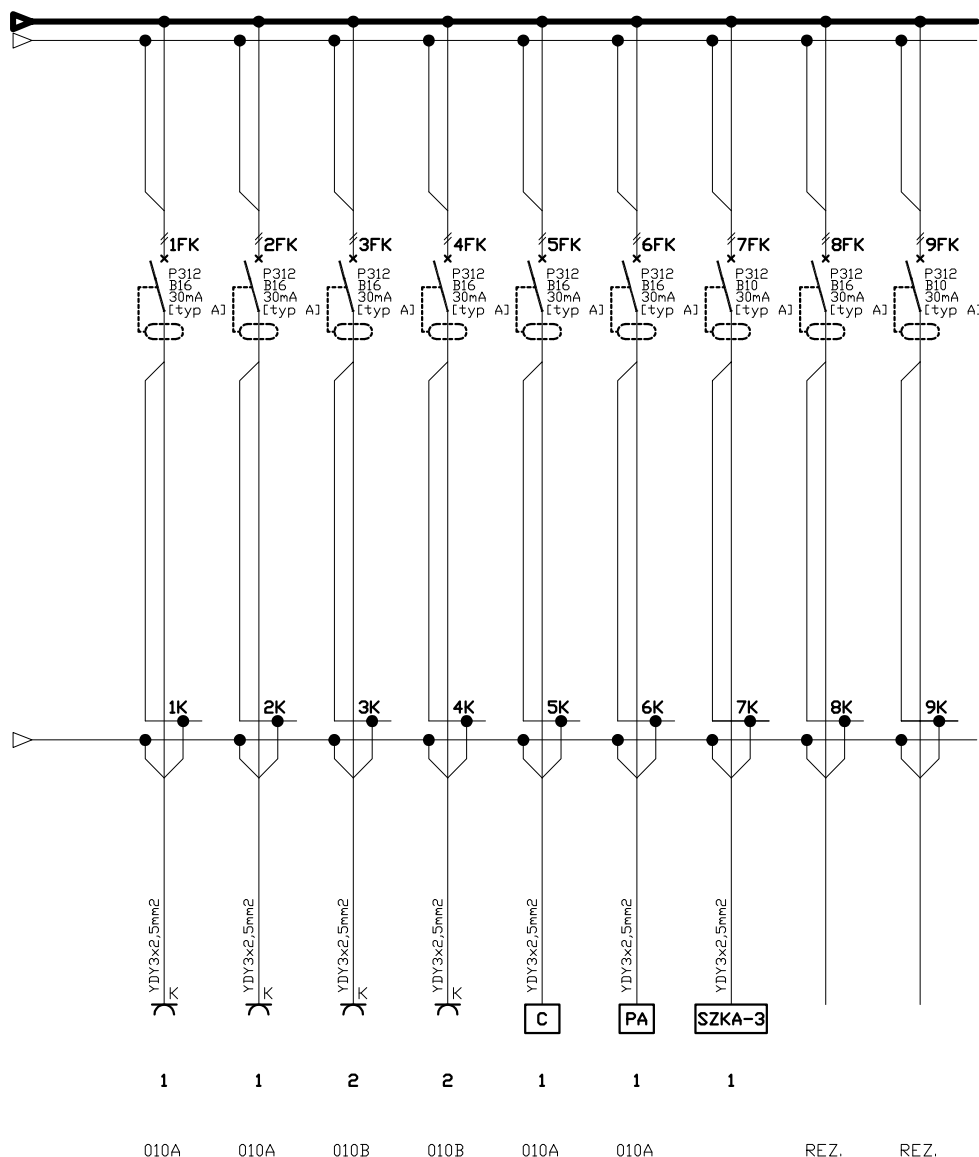 1FK 2FK 3FK 4FK 5FK 6FK 7FK 8FK 9FK
P312 P312 P312 P312 P312 P312 P312 P312 P312
B16 B16 B16 B16 B16 B16 B10 B16 B10
30mA 30mA 30mA 30mA 30mA 30mA 30mA 30mA 30mA
[typ A] [typ A] [typ A] [typ A] [typ A] [typ A] [typ A] [typ A] [typ A]
1K 2K 3K 4K 5K 6K 7K 8K 9K
YDY3x2,5mm2 YDY3x2,5mm2 YDY3x2,5mm2 YDY3x2,5mm2 YDY3x2,5mm2 YDY3x2,5mm2 YDY3x2,5mm2
K K K K
C PA SZKA-3
1 1 2 2 1 1 1
010A 010A 010B 010B 010A 010A REZ. REZ.